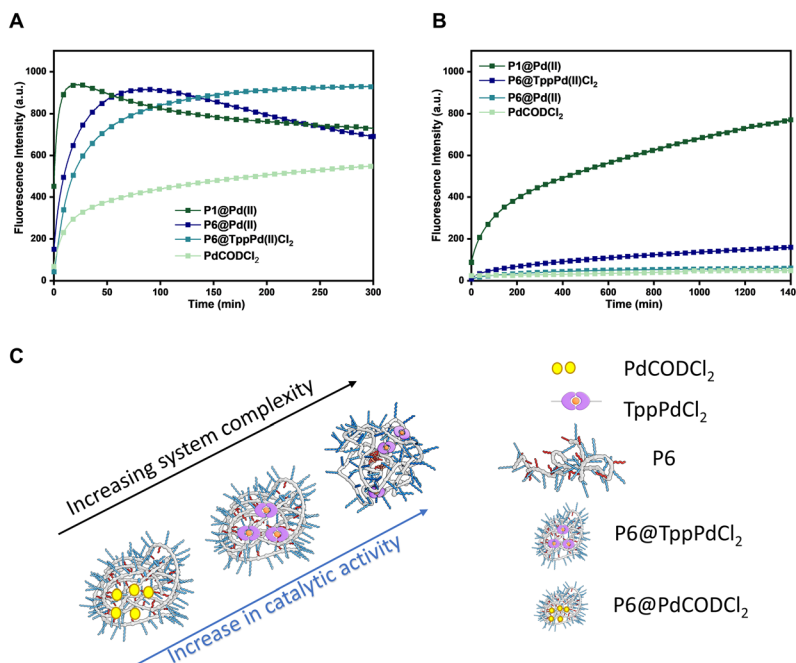 A
B
Fluorescence Intensity (a.u.)
1000
800
600
400
200
0
P1@Pd(II)
P6@Pd(II)
P6@TppPd(II)Cl₂
PdCODCl₂
0 50 100 150 200 250 300
Time (min)
Fluorescence Intensity (a.u.)
1000
800
600
400
200
0
P1@Pd(II)
P6@TppPd(II)Cl₂
P6@Pd(II)
PdCODCl₂
0 200 400 600 800 1000 1200 140
Time (min)
C
Increasing system complexity
Increase in catalytic activity
PdCODCl₂
TppPdCl₂
P6
P6@TppPdCl₂
P6@PdCODCl₂